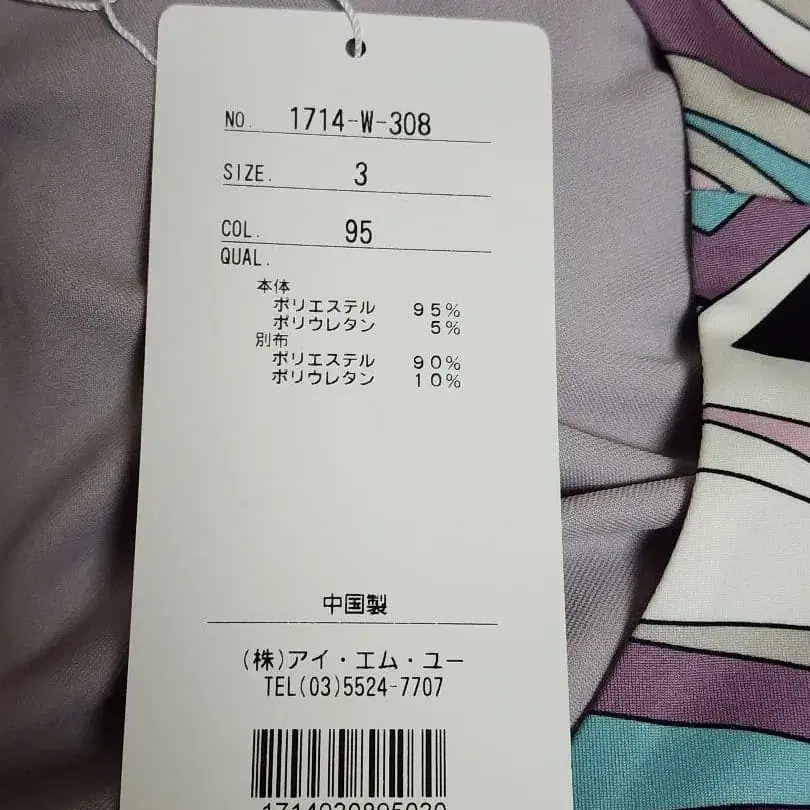 NO. 1714-W-308
SIZE. 3
COL. 95
QUAL.
本体
ポリエステル 95%
ポリウレタン 5%
別布
ポリエステル 90%
ポリウレタン 10%
中国製
(株)アイ・エム・ユー
TEL(03)5524-7707